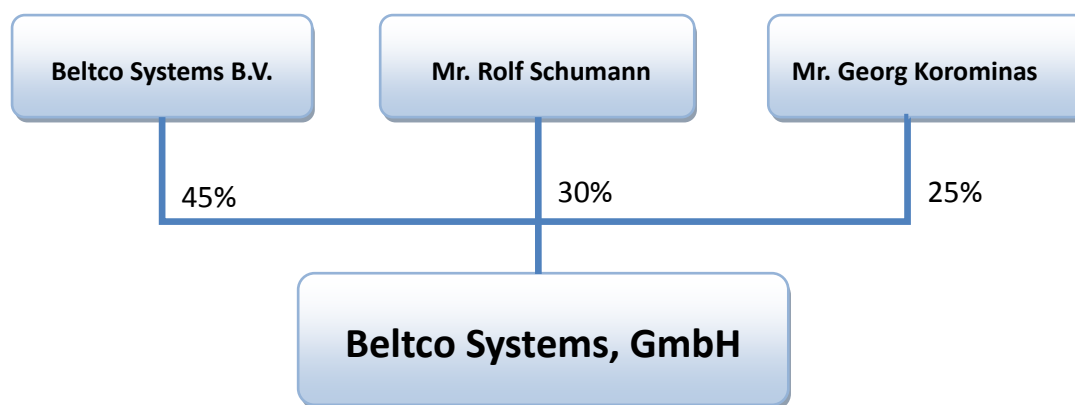 Beltco Systems B.V.
Mr. Rolf Schumann
Mr. Georg Korominas
45%
30%
25%
Beltco Systems, GmbH